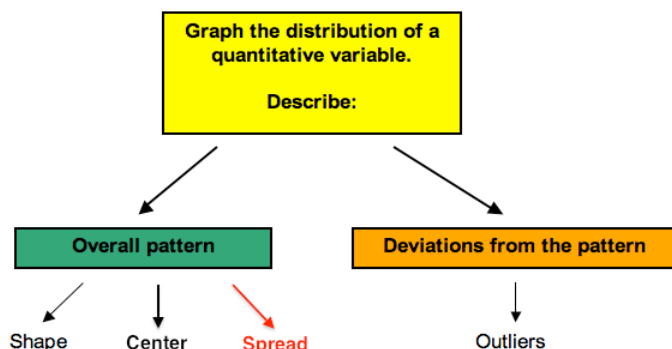 Graph the distribution of a
quantitative variable.
Describe:
Overall pattern
Deviations from the pattern
Shape
Center
Spread
Outliers